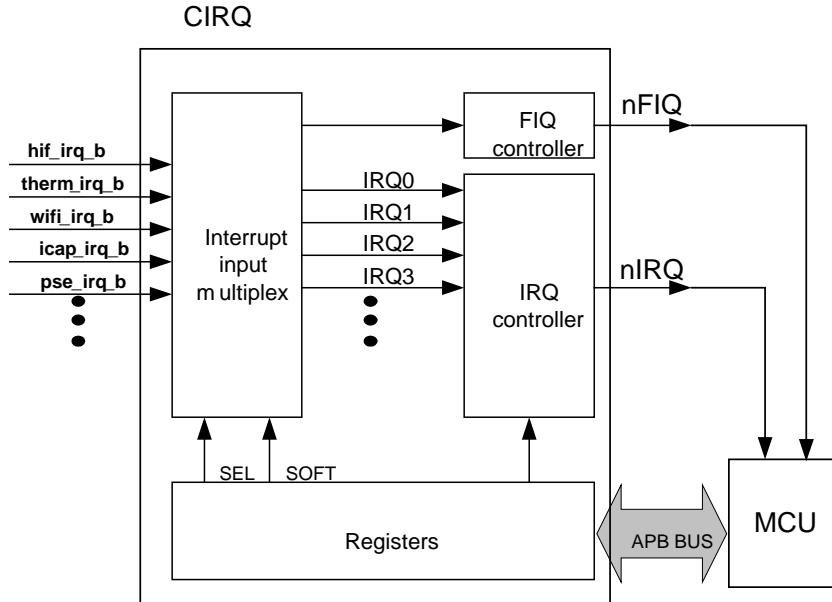 CIRQ
hif_irq_b
therm_irq_b
wifi_irq_b
icap_irq_b
pse_irq_b
Interrupt
input
m ultiplex
IRQ0
IRQ1
IRQ2
IRQ3
FIQ
controller
IRQ
controller
nFIQ
nIRQ
SEL
SOFT
Registers
APB BUS
MCU